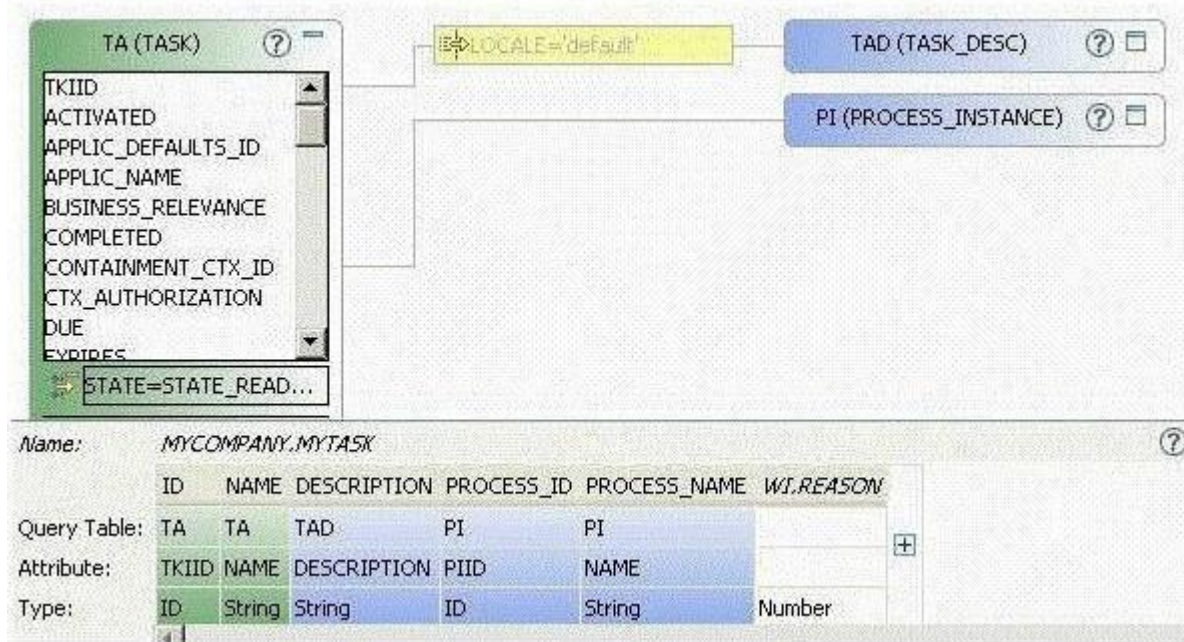 TA (TASK)
TKIID
ACTIVATED
APPLIC_DEFAULTS_ID
APPLIC_NAME
BUSINESS_RELEVANCE
COMPLETED
CONTAINMENT_CTX_ID
CTX_AUTHORIZATION
DUE
EXPIRES
STATE=STATE_READ...
LOCALE='default'
TAD (TASK_DESC)
PI (PROCESS_INSTANCE)
Name: MYCOMPANY.MYTASK
ID NAME DESCRIPTION PROCESS_ID PROCESS_NAME WI.REASON
Query Table: TA TA TAD PI PI
Attribute: TKIID NAME DESCRIPTION PIID NAME
Type: ID String String ID String Number